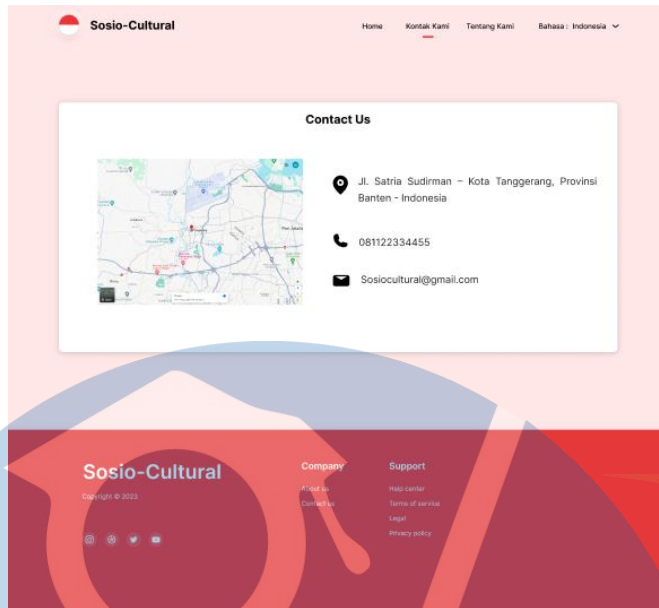 Sosio-Cultural
Home Kontak Kami Tentang Kami Bahasa : Indonesia
Contact Us
Jl. Satria Sudirman – Kota Tanggerang, Provinsi
Banten - Indonesia
081122334455
Sosiocultural@gmail.com
Sosio-Cultural
Copyright © 2023
Company
About us
Contact us
Support
Help center
Terms of service
Legal
Privacy policy